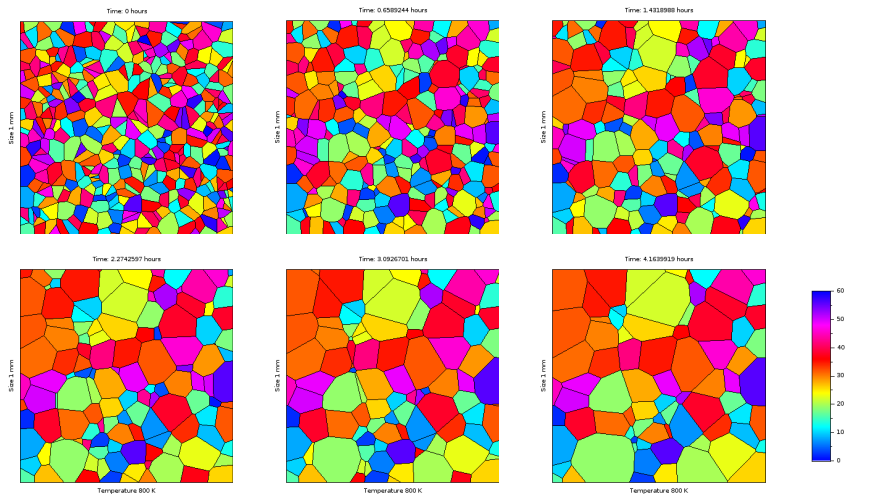 Time: 0 hours
Time: 0.6589244 hours
Time: 1.4318988 hours
Size 1 mm
Size 1 mm
Size 1 mm
Time: 2.2742597 hours
Time: 3.0926701 hours
Time: 4.1639919 hours
Size 1 mm
Size 1 mm
Size 1 mm
60
50
40
30
20
10
0
Temperature 800 K
Temperature 800 K
Temperature 800 K